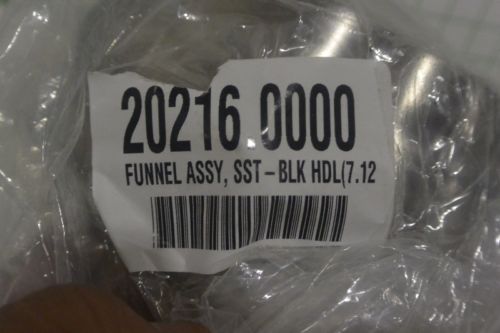 20216.0000
FUNNEL ASSY, SST-BLK HDL(7.12